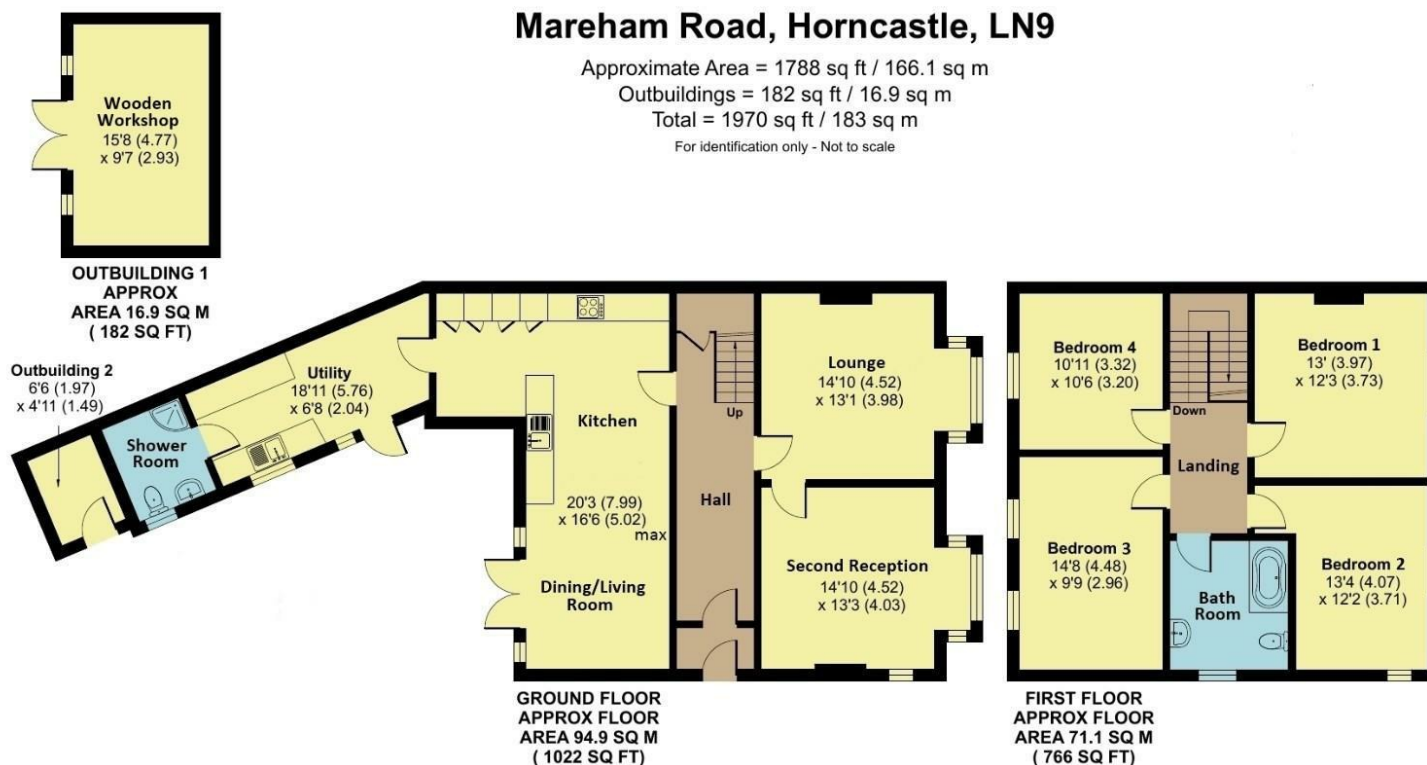 Mareham Road, Horncastle, LN9
Approximate Area = 1788 sq ft / 166.1 sq m
Outbuildings = 182 sq ft / 16.9 sq m
Total = 1970 sq ft / 183 sq m
For identification only - Not to scale
Wooden
Workshop
15'8 (4.77)
x 9'7 (2.93)
OUTBUILDING 1
APPROX
AREA 16.9 SQ M
( 182 SQ FT)
Outbuilding 2
6'6 (1.97)
x 4'11 (1.49)
Utility
18'11 (5.76)
x 6'8 (2.04)
Shower
Room
Kitchen
20'3 (7.99)
x 16'6 (5.02)
max
Dining/Living
Room
Up
Hall
Lounge
14'10 (4.52)
x 13'1 (3.98)
Second Reception
14'10 (4.52)
x 13'3 (4.03)
GROUND FLOOR
APPROX FLOOR
AREA 94.9 SQ M
( 1022 SQ FT)
Bedroom 4
10'11 (3.32)
x 10'6 (3.20)
Bedroom 1
13' (3.97)
x 12'3 (3.73)
Down
Landing
Bedroom 3
14'8 (4.48)
x 9'9 (2.96)
Bath
Room
Bedroom 2
13'4 (4.07)
x 12'2 (3.71)
FIRST FLOOR
APPROX FLOOR
AREA 71.1 SQ M
( 766 SQ FT)